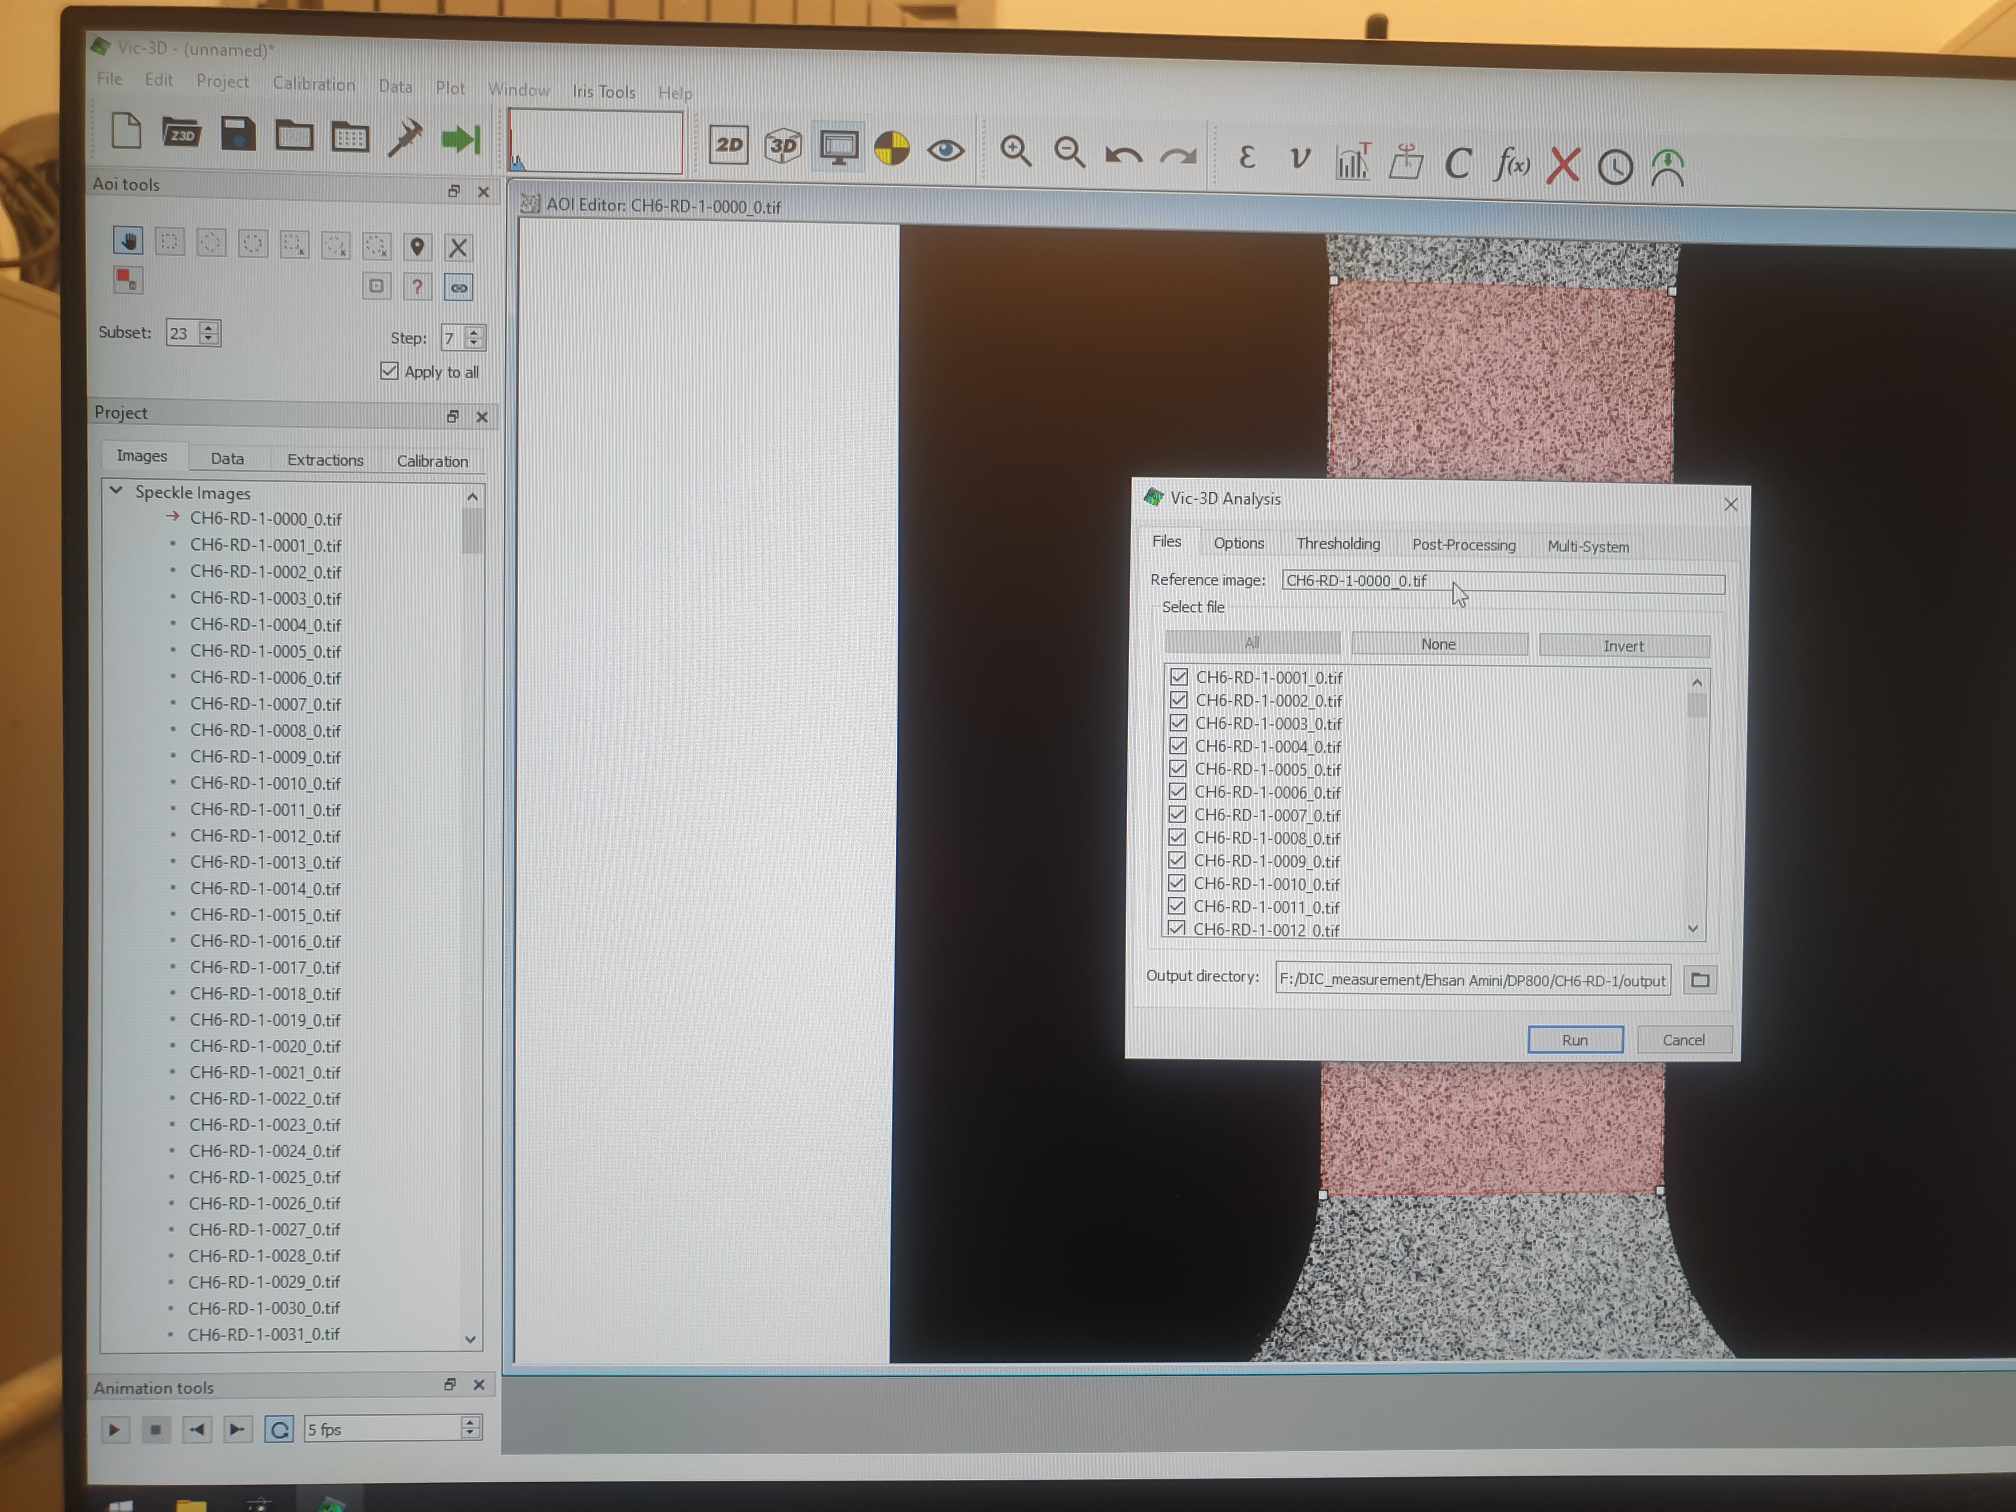 Vic-3D - (unnamed)*
File Edit Project Calibration Data Plot Window Iris Tools Help
Z3D 2D 3D ε ν T C f(x)
Aoi tools
?
Subset: 23 Step: 7
Apply to all
Project
Images Data Extractions Calibration
Speckle Images
CH6-RD-1-0000_0.tif
CH6-RD-1-0001_0.tif
CH6-RD-1-0002_0.tif
CH6-RD-1-0003_0.tif
CH6-RD-1-0004_0.tif
CH6-RD-1-0005_0.tif
CH6-RD-1-0006_0.tif
CH6-RD-1-0007_0.tif
CH6-RD-1-0008_0.tif
CH6-RD-1-0009_0.tif
CH6-RD-1-0010_0.tif
CH6-RD-1-0011_0.tif
CH6-RD-1-0012_0.tif
CH6-RD-1-0013_0.tif
CH6-RD-1-0014_0.tif
CH6-RD-1-0015_0.tif
CH6-RD-1-0016_0.tif
CH6-RD-1-0017_0.tif
CH6-RD-1-0018_0.tif
CH6-RD-1-0019_0.tif
CH6-RD-1-0020_0.tif
CH6-RD-1-0021_0.tif
CH6-RD-1-0022_0.tif
CH6-RD-1-0023_0.tif
CH6-RD-1-0024_0.tif
CH6-RD-1-0025_0.tif
CH6-RD-1-0026_0.tif
CH6-RD-1-0027_0.tif
CH6-RD-1-0028_0.tif
CH6-RD-1-0029_0.tif
CH6-RD-1-0030_0.tif
CH6-RD-1-0031_0.tif
Animation tools
5 fps
AOI Editor: CH6-RD-1-0000_0.tif
Vic-3D Analysis
Files Options Thresholding Post-Processing Multi-System
Reference image: CH6-RD-1-0000_0.tif
Select file
All None Invert
CH6-RD-1-0001_0.tif
CH6-RD-1-0002_0.tif
CH6-RD-1-0003_0.tif
CH6-RD-1-0004_0.tif
CH6-RD-1-0005_0.tif
CH6-RD-1-0006_0.tif
CH6-RD-1-0007_0.tif
CH6-RD-1-0008_0.tif
CH6-RD-1-0009_0.tif
CH6-RD-1-0010_0.tif
CH6-RD-1-0011_0.tif
CH6-RD-1-0012_0.tif
Output directory: F:/DIC_measurement/Ehsan Amini/DP800/CH6-RD-1/output
Run Cancel